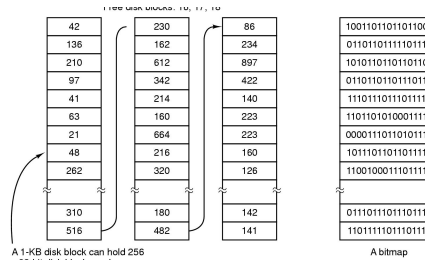 Free disk blocks: 16, 17, 18
42 230 86 1001101101101100
136 162 234 0110110111110111
210 612 897 1010110110110110
97 342 422 0110110110111011
41 214 140 1110111011101111
63 160 223 1101101010001111
21 664 223 0000111011010111
48 216 160 1011101101101111
262 320 126 1100100011101111
310 180 142 0111011101110111
516 482 141 1101111101110111
A 1-KB disk block can hold 256
A bitmap